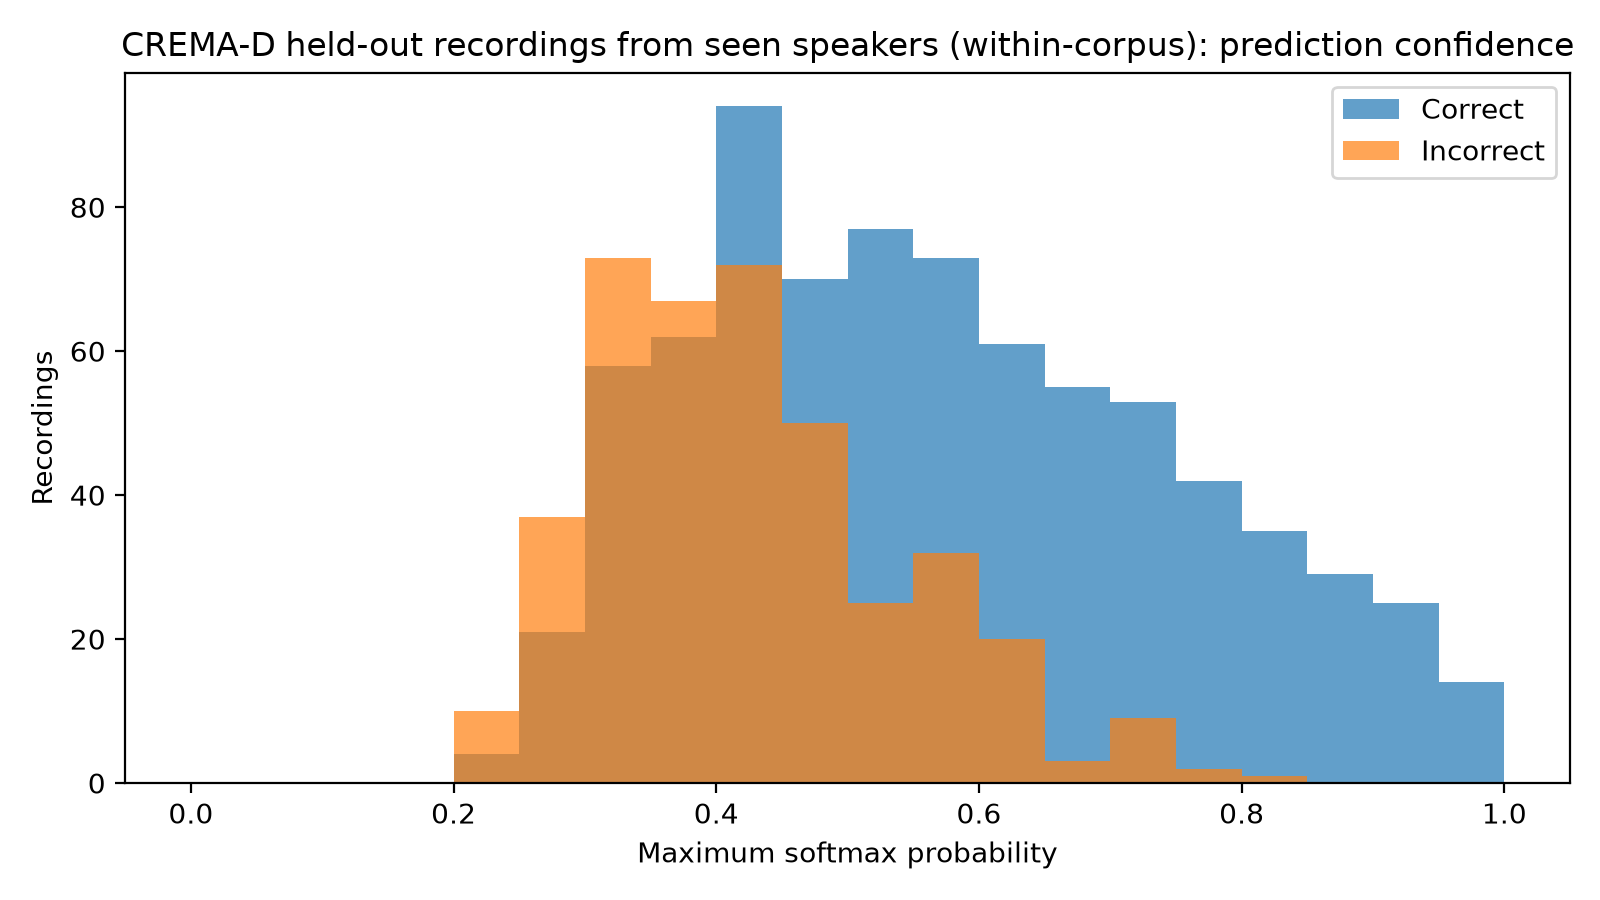 CREMA-D held-out recordings from seen speakers (within-corpus): prediction confidence
Correct
Incorrect
Recordings
80
60
40
20
0
0.0 0.2 0.4 0.6 0.8 1.0
Maximum softmax probability